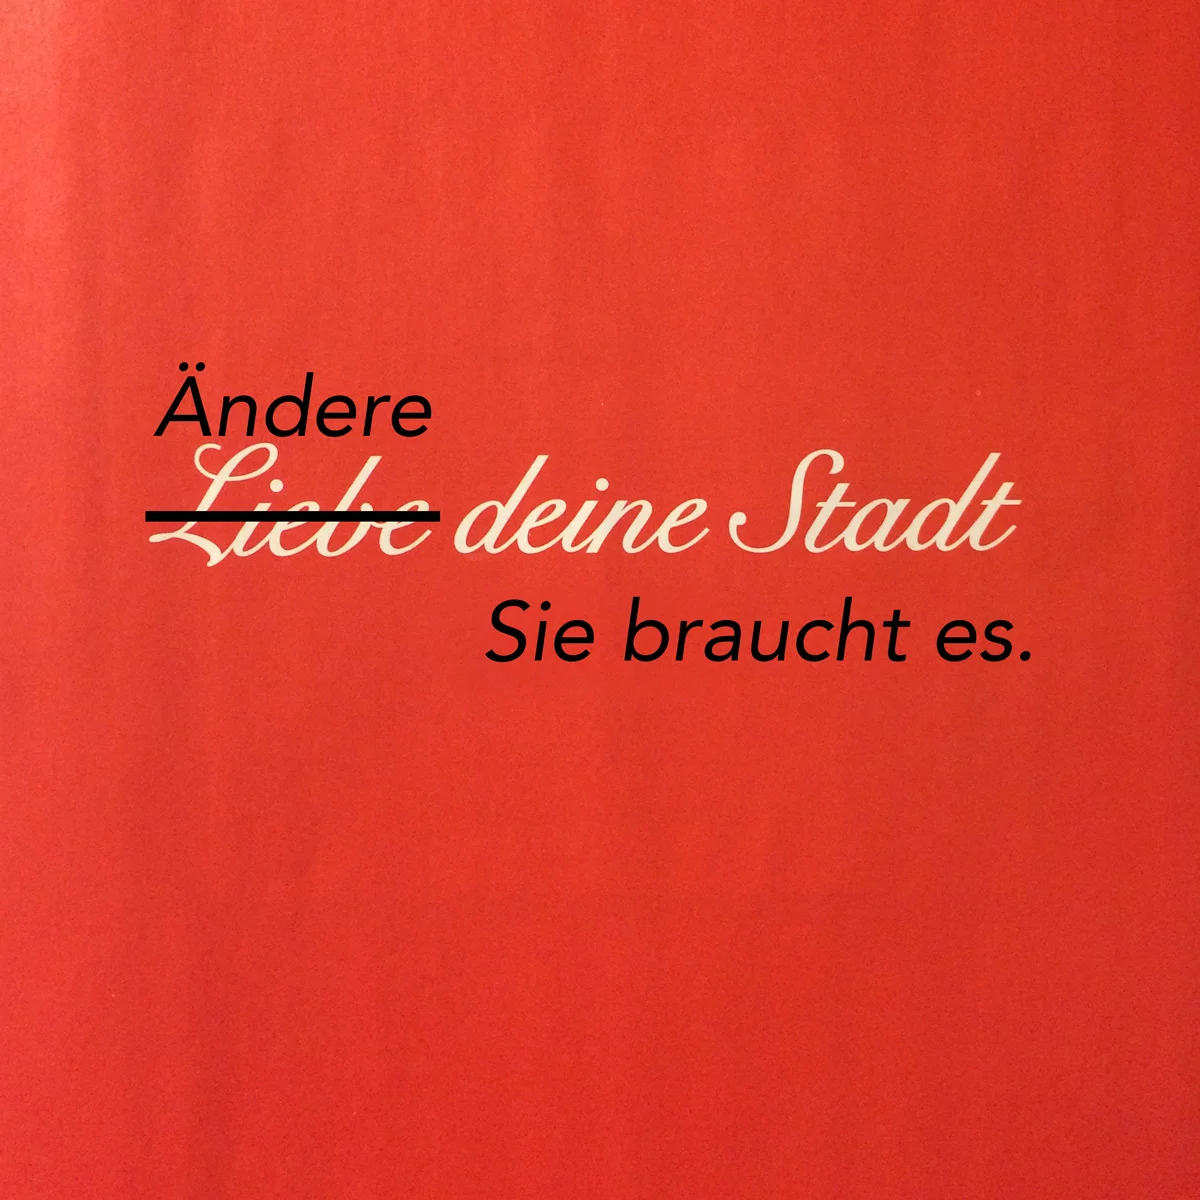 Ändere
Liebe deine Stadt
Sie braucht es.